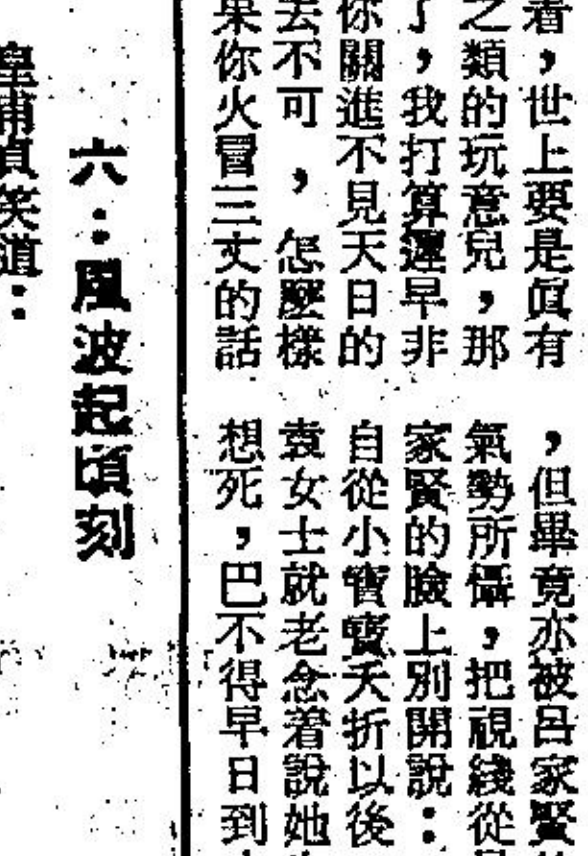 着，世上要是真有
之類的玩意兒，那
了，我打算遲早非
你關進不見天日的
去不可，怎麼樣
果你火冒三丈的話
，但畢竟亦被呂家賢
氣勢所懾，把視綫從
家賢的臉上別開說：
自從小寶寶夭折以後
袁女士就老念着說她
想死，巴不得早日到
六：風波起頃刻
皇甫貞笑道：